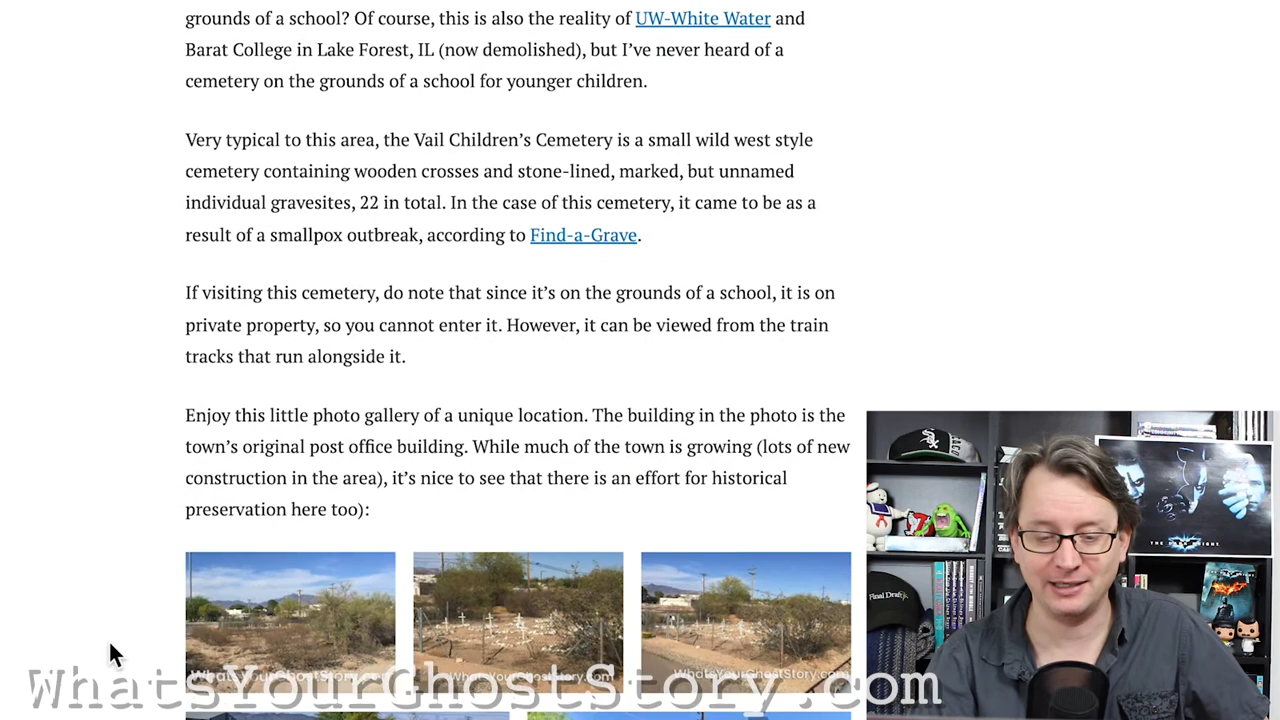 grounds of a school? Of course, this is also the reality of UW-White Water and
Barat College in Lake Forest, IL (now demolished), but I’ve never heard of a
cemetery on the grounds of a school for younger children.
Very typical to this area, the Vail Children’s Cemetery is a small wild west style
cemetery containing wooden crosses and stone-lined, marked, but unnamed
individual gravesites, 22 in total. In the case of this cemetery, it came to be as a
result of a smallpox outbreak, according to Find-a-Grave.
If visiting this cemetery, do note that since it’s on the grounds of a school, it is on
private property, so you cannot enter it. However, it can be viewed from the train
tracks that run alongside it.
Enjoy this little photo gallery of a unique location. The building in the photo is the
town’s original post office building. While much of the town is growing (lots of new
construction in the area), it’s nice to see that there is an effort for historical
preservation here too):
THE DARK KNIGHT
Final Draft
WhatsYourGhostStory.com
WhatsYourGhostStory.com